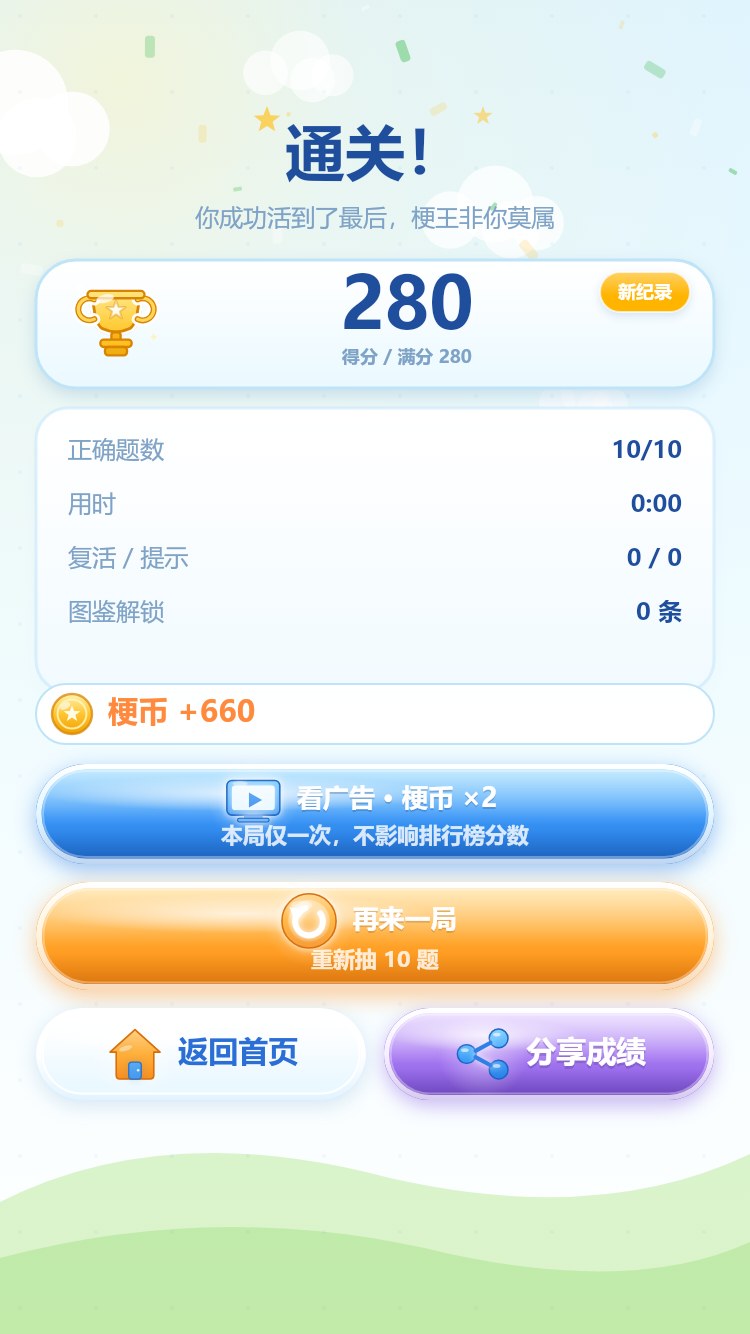 通关!
你成功活到了最后，梗王非你莫属
280
新纪录
得分 / 满分 280
正确题数 10/10
用时 0:00
复活 / 提示 0 / 0
图鉴解锁 0 条
梗币 +660
看广告 • 梗币 ×2
本局仅一次，不影响排行榜分数
再来一局
重新抽 10 题
返回首页
分享成绩